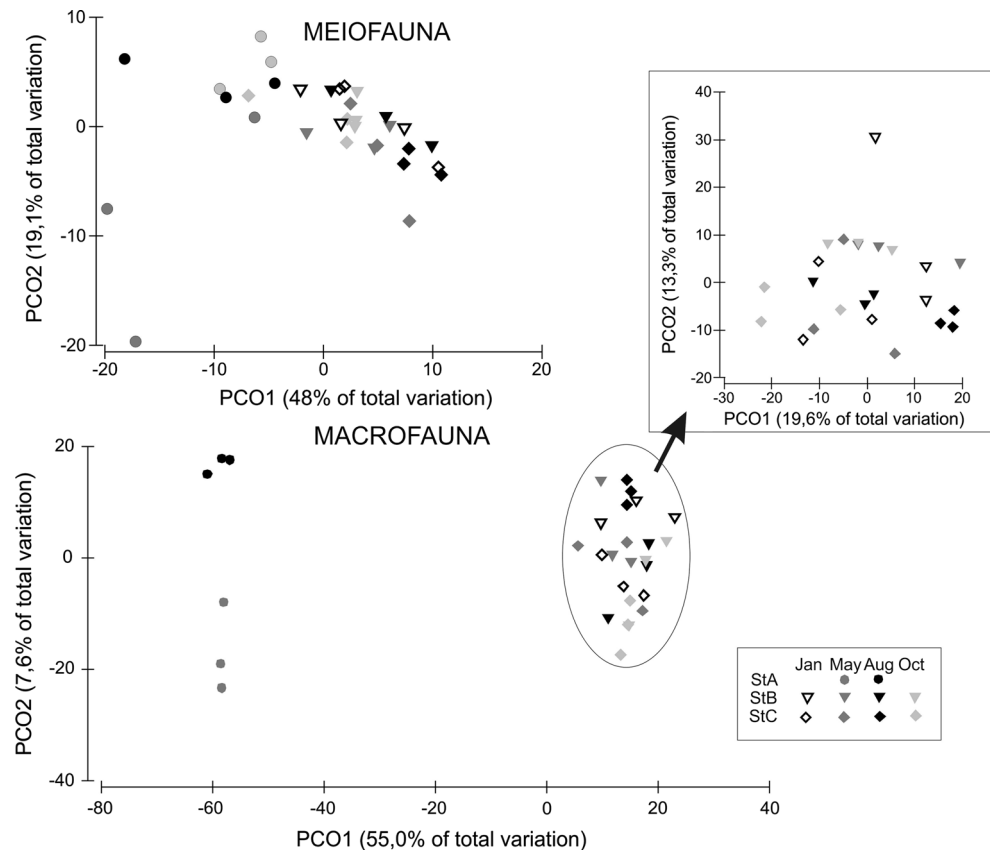 MEIOFAUNA
10
0
-10
-20
PCO2 (19,1% of total variation)
-20 -10 0 10 20
PCO1 (48% of total variation)
40
30
20
10
0
-10
-20
PCO2 (13,3% of total variation)
-30 -20 -10 0 10 20
PCO1 (19,6% of total variation)
MACROFAUNA
20
0
-20
-40
PCO2 (7,6% of total variation)
-80 -60 -40 -20 0 20 40
PCO1 (55,0% of total variation)
Jan May Aug Oct
StA
StB
StC